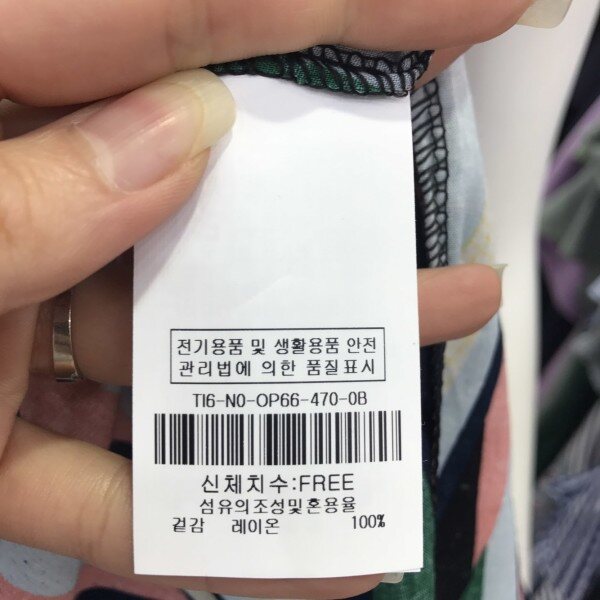 전기용품 및 생활용품 안전
관리법에 의한 품질표시
TI6-NO-OP66-470-0B
신체치수:FREE
섬유의조성및혼용율
겉감 레이온 100%